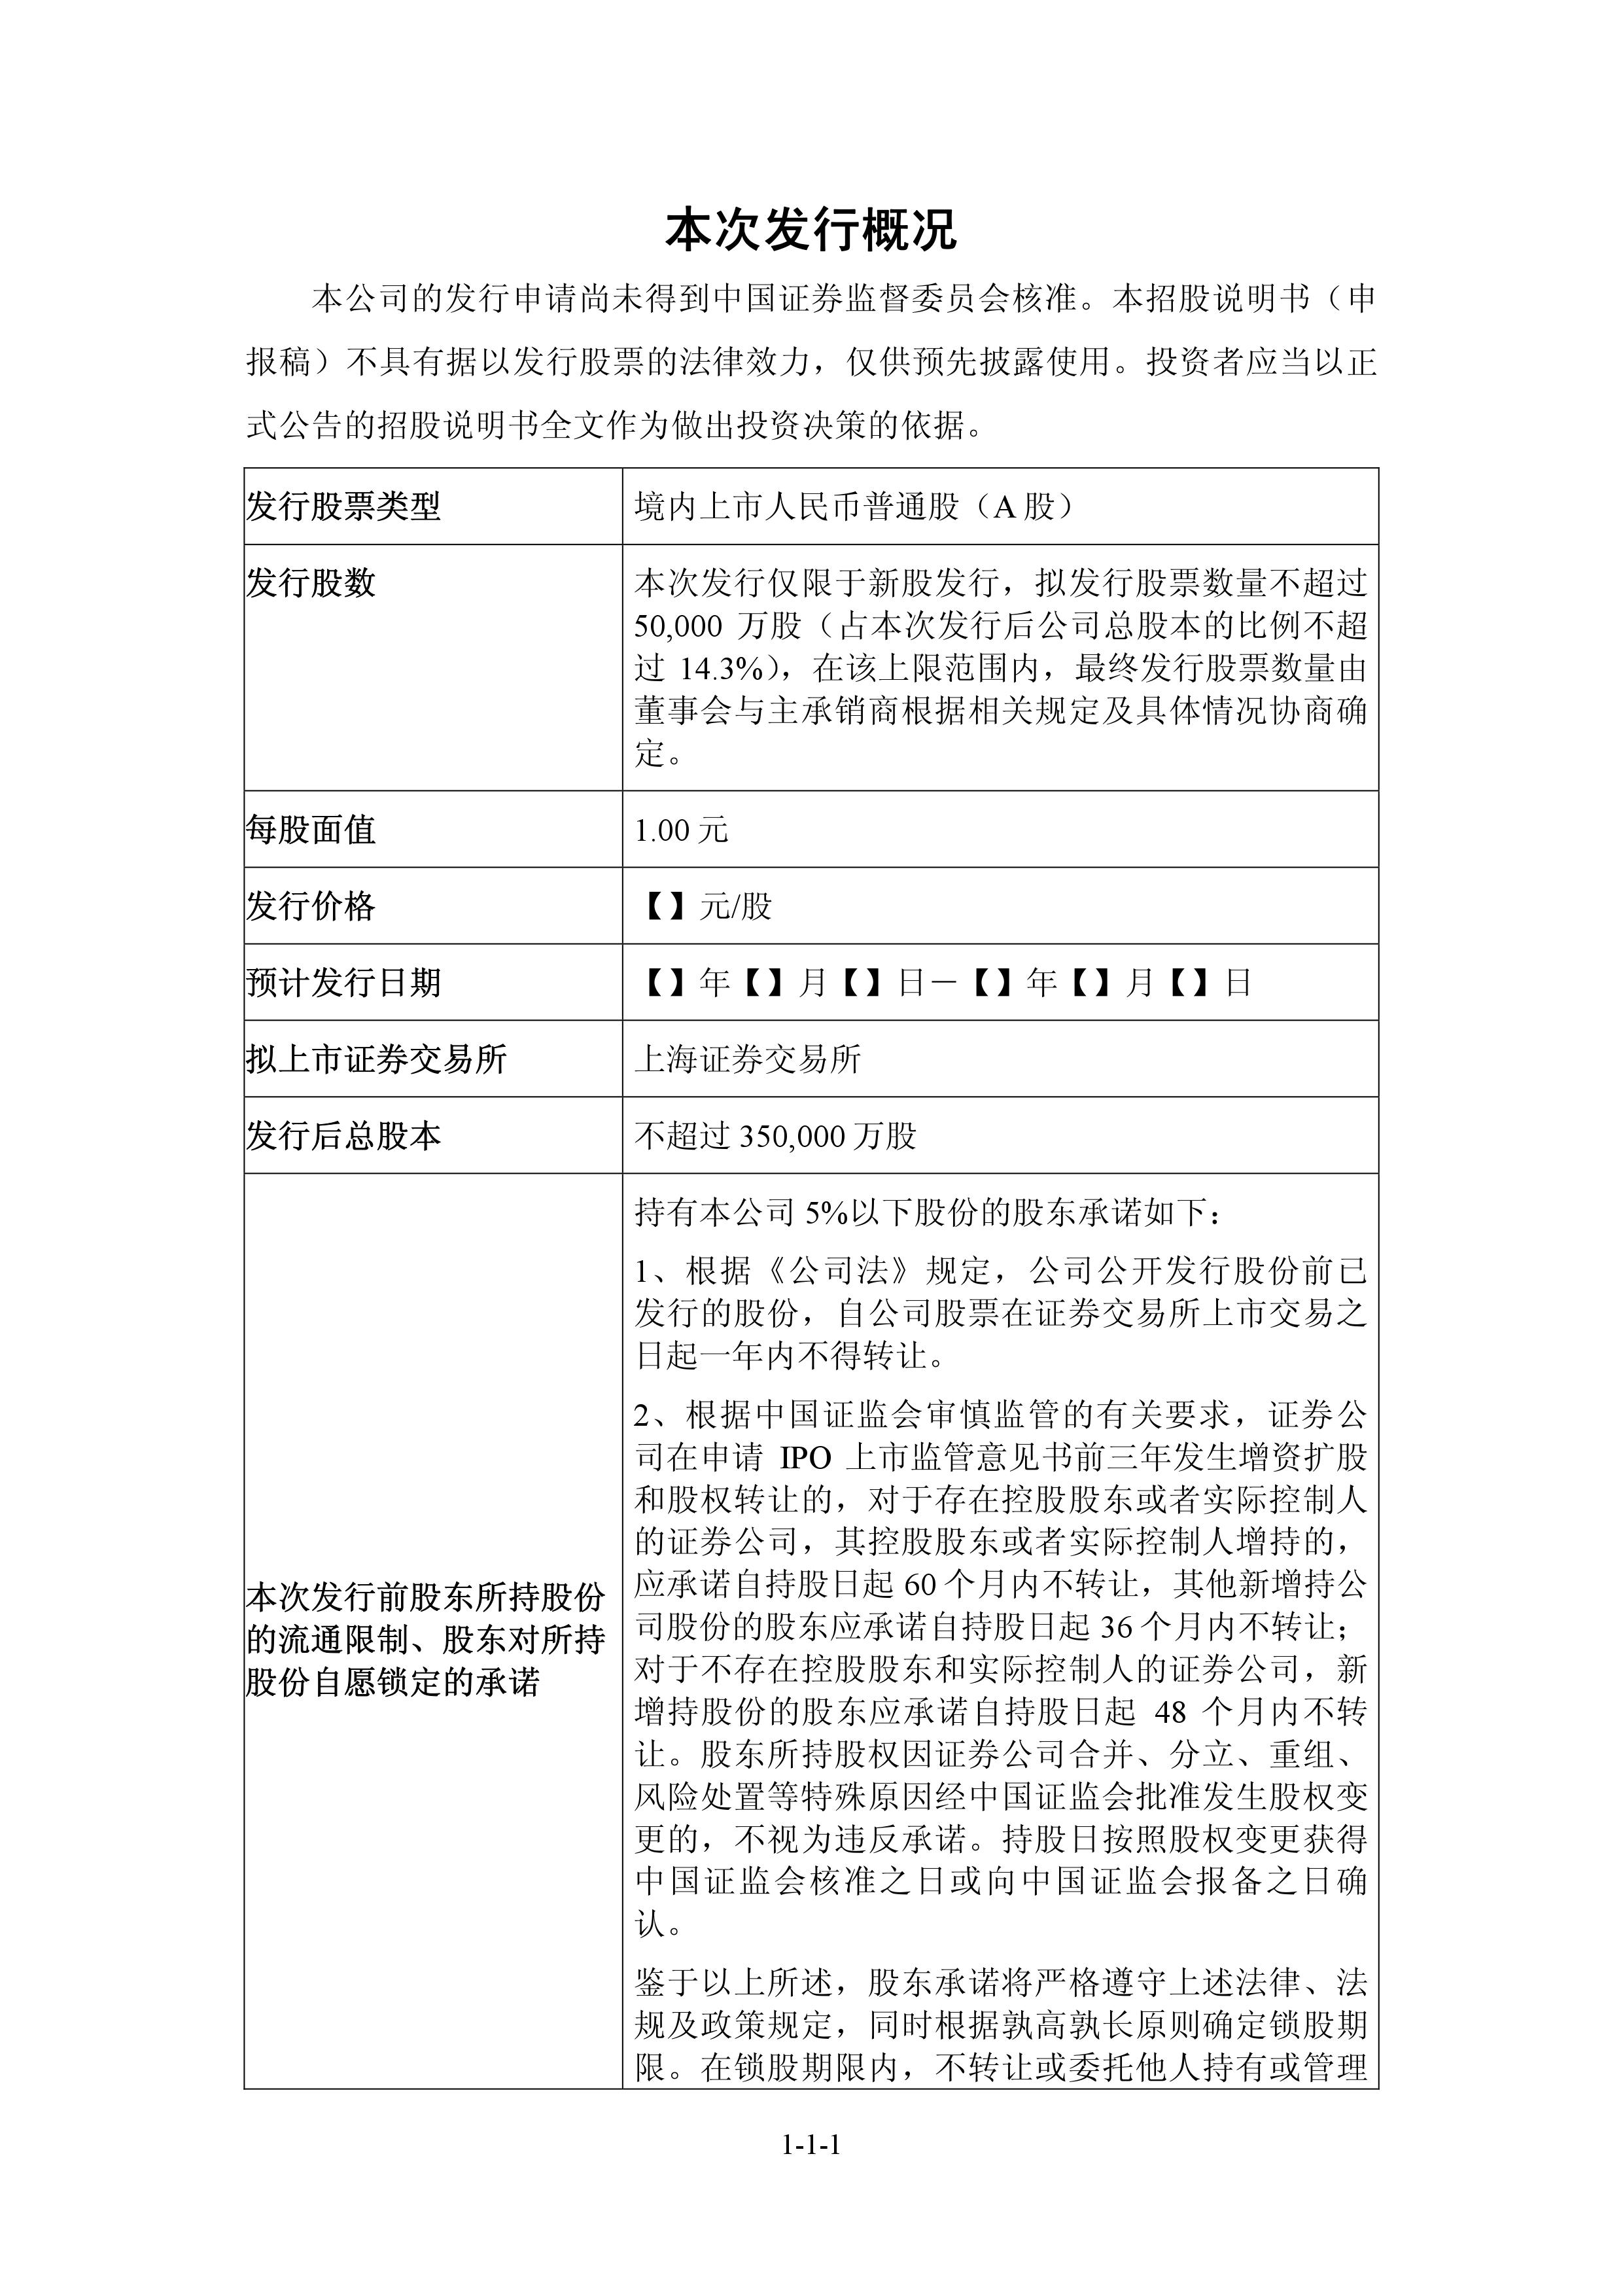 本次发行概况
本公司的发行申请尚未得到中国证券监督委员会核准。本招股说明书（申
报稿）不具有据以发行股票的法律效力，仅供预先披露使用。投资者应当以正
式公告的招股说明书全文作为做出投资决策的依据。
发行股票类型
境内上市人民币普通股（A 股）
发行股数
本次发行仅限于新股发行，拟发行股票数量不超过
50,000 万股（占本次发行后公司总股本的比例不超
过 14.3%），在该上限范围内，最终发行股票数量由
董事会与主承销商根据相关规定及具体情况协商确
定。
每股面值
1.00 元
发行价格
【】元/股
预计发行日期
【】年【】月【】日－【】年【】月【】日
拟上市证券交易所
上海证券交易所
发行后总股本
不超过 350,000 万股
本次发行前股东所持股份
的流通限制、股东对所持
股份自愿锁定的承诺
持有本公司 5%以下股份的股东承诺如下：
1、根据《公司法》规定，公司公开发行股份前已
发行的股份，自公司股票在证券交易所上市交易之
日起一年内不得转让。
2、根据中国证监会审慎监管的有关要求，证券公
司在申请 IPO 上市监管意见书前三年发生增资扩股
和股权转让的，对于存在控股股东或者实际控制人
的证券公司，其控股股东或者实际控制人增持的，
应承诺自持股日起 60 个月内不转让，其他新增持公
司股份的股东应承诺自持股日起 36 个月内不转让；
对于不存在控股股东和实际控制人的证券公司，新
增持股份的股东应承诺自持股日起 48 个月内不转
让。股东所持股权因证券公司合并、分立、重组、
风险处置等特殊原因经中国证监会批准发生股权变
更的，不视为违反承诺。持股日按照股权变更获得
中国证监会核准之日或向中国证监会报备之日确
认。
鉴于以上所述，股东承诺将严格遵守上述法律、法
规及政策规定，同时根据孰高孰长原则确定锁股期
限。在锁股期限内，不转让或委托他人持有或管理
1-1-1